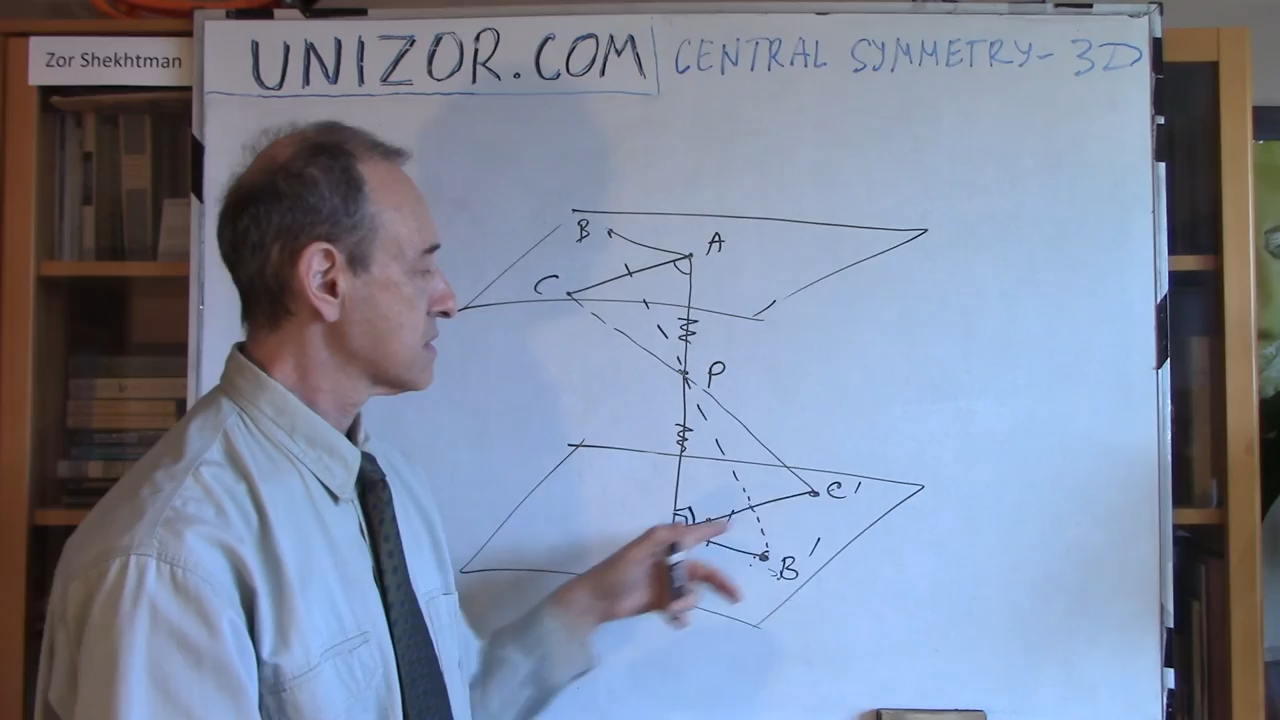 Zor Shekhtman
UNIZOR.COM
CENTRAL SYMMETRY-3D
B
A
C
P
C'
B'